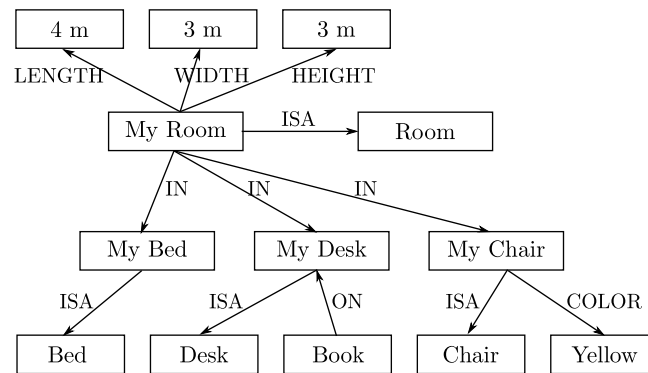 4 m
3 m
3 m
LENGTH
WIDTH
HEIGHT
My Room
ISA
Room
IN
IN
IN
My Bed
My Desk
My Chair
ISA
ISA
ON
ISA
COLOR
Bed
Desk
Book
Chair
Yellow